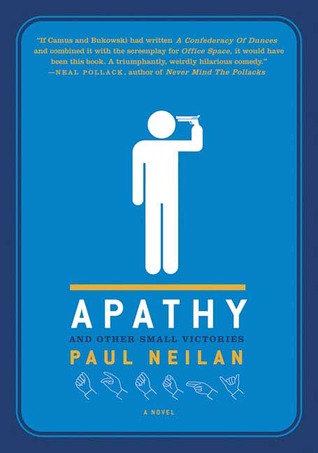 "If Camus and Bukowski had written A Confederacy Of Dunces
and combined it with the screenplay for Office Space, it would have
been this book. A triumphantly, weirdly hilarious comedy."
—NEAL POLLACK, author of Never Mind The Pollacks
APATHY
AND OTHER SMALL VICTORIES
PAUL NEILAN
A NOVEL